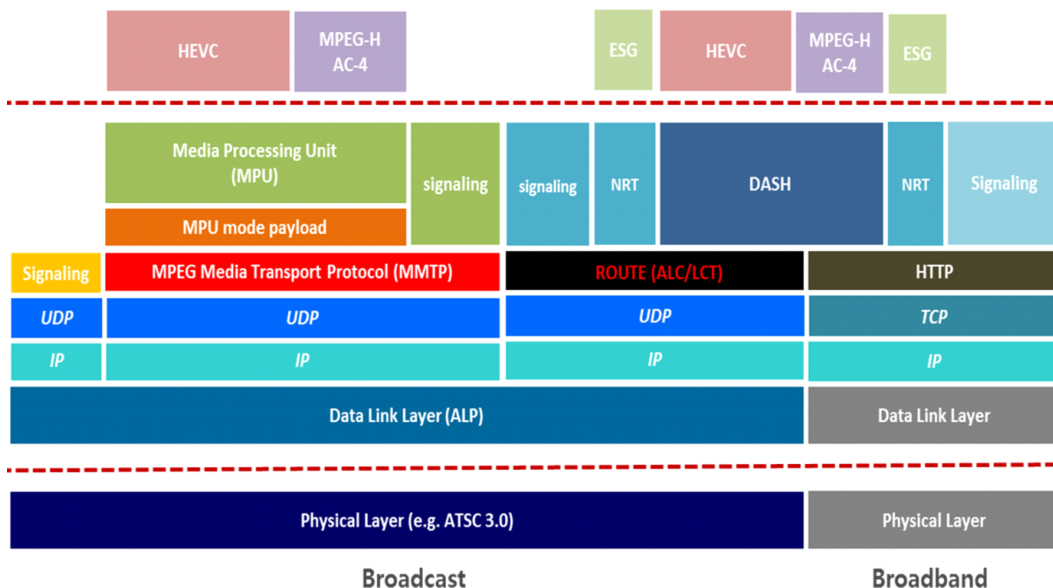 HEVC
MPEG-H
AC-4
ESG
HEVC
MPEG-H
AC-4
ESG
Media Processing Unit
(MPU)
signaling
signaling
NRT
DASH
NRT
Signaling
MPU mode payload
Signaling
MPEG Media Transport Protocol (MMTP)
ROUTE (ALC/LCT)
HTTP
UDP
UDP
UDP
TCP
IP
IP
IP
IP
Data Link Layer (ALP)
Data Link Layer
Physical Layer (e.g. ATSC 3.0)
Physical Layer
Broadcast
Broadband